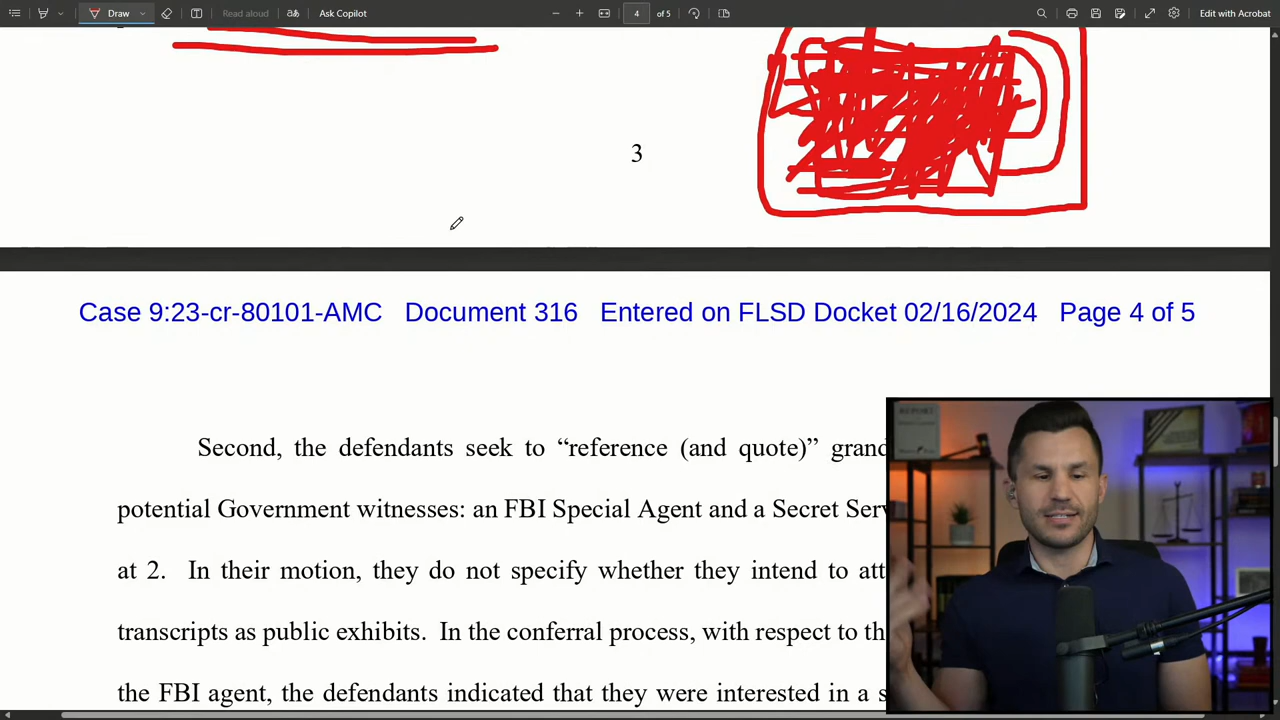 Draw
Read aloud
Ask Copilot
4
of 5
Edit with Acrobat
3
Case 9:23-cr-80101-AMC Document 316 Entered on FLSD Docket 02/16/2024 Page 4 of 5
Second, the defendants seek to “reference (and quote)” grand
potential Government witnesses: an FBI Special Agent and a Secret Serv
at 2. In their motion, they do not specify whether they intend to att
transcripts as public exhibits. In the conferral process, with respect to th
the FBI agent, the defendants indicated that they were interested in a s